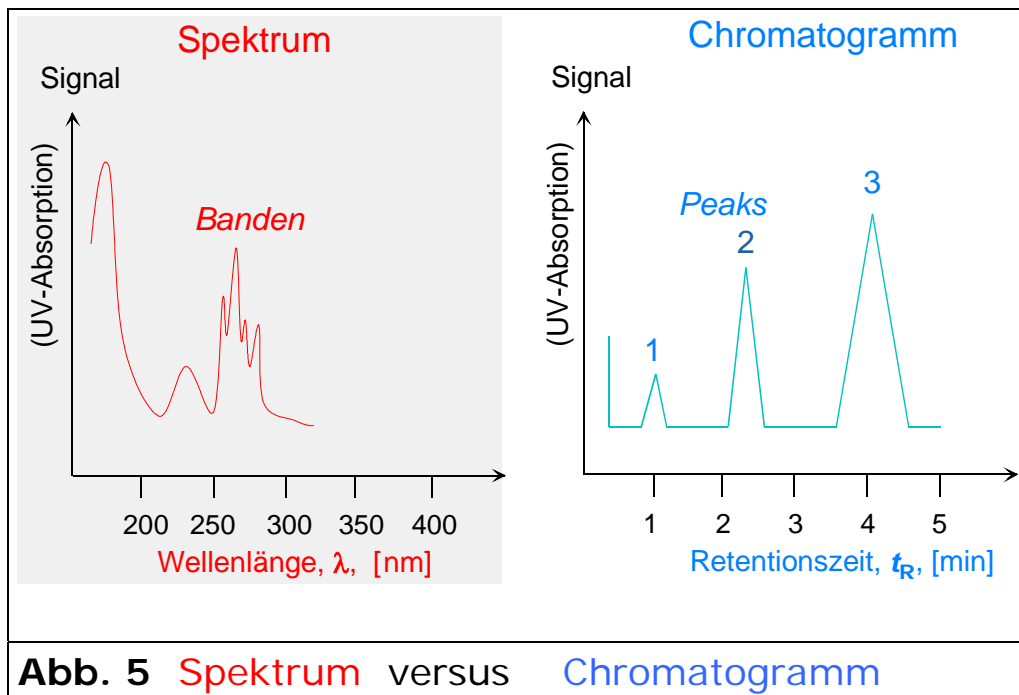 Spektrum
Signal
(UV-Absorption)
Banden
200 250 300 350 400
Wellenlänge, λ, [nm]
Chromatogramm
Signal
(UV-Absorption)
Peaks
1
2
3
1 2 3 4 5
Retentionszeit, tR, [min]
Abb. 5 Spektrum versus Chromatogramm